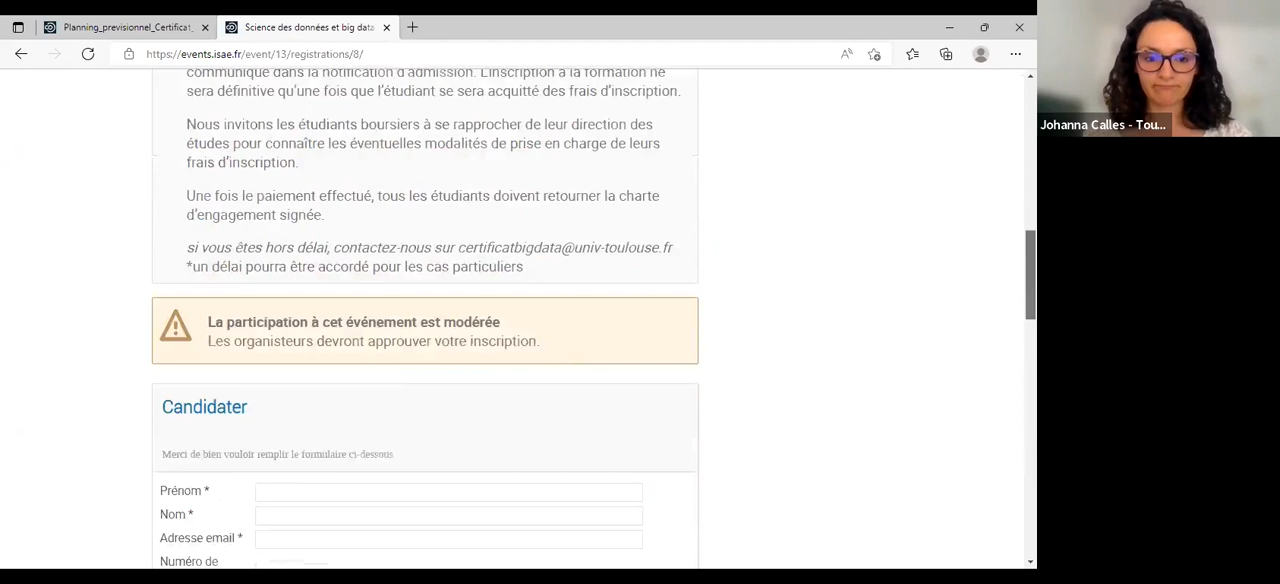 Planning_previsionnel_Certificat_
Science des données et big data
https://events.isae.fr/event/13/registrations/8/
communiqué dans la notification d'admission. L'inscription à la formation ne
sera définitive qu'une fois que l'étudiant se sera acquitté des frais d'inscription.
Nous invitons les étudiants boursiers à se rapprocher de leur direction des
études pour connaître les éventuelles modalités de prise en charge de leurs
frais d'inscription.
Une fois le paiement effectué, tous les étudiants doivent retourner la charte
d'engagement signée.
si vous êtes hors délai, contactez-nous sur certificatbigdata@univ-toulouse.fr
*un délai pourra être accordé pour les cas particuliers
La participation à cet événement est modérée
Les organisteurs devront approuver votre inscription.
Candidater
Merci de bien vouloir remplir le formulaire ci-dessous
Prénom *
Nom *
Adresse email *
Numéro de
Johanna Calles - Tou...